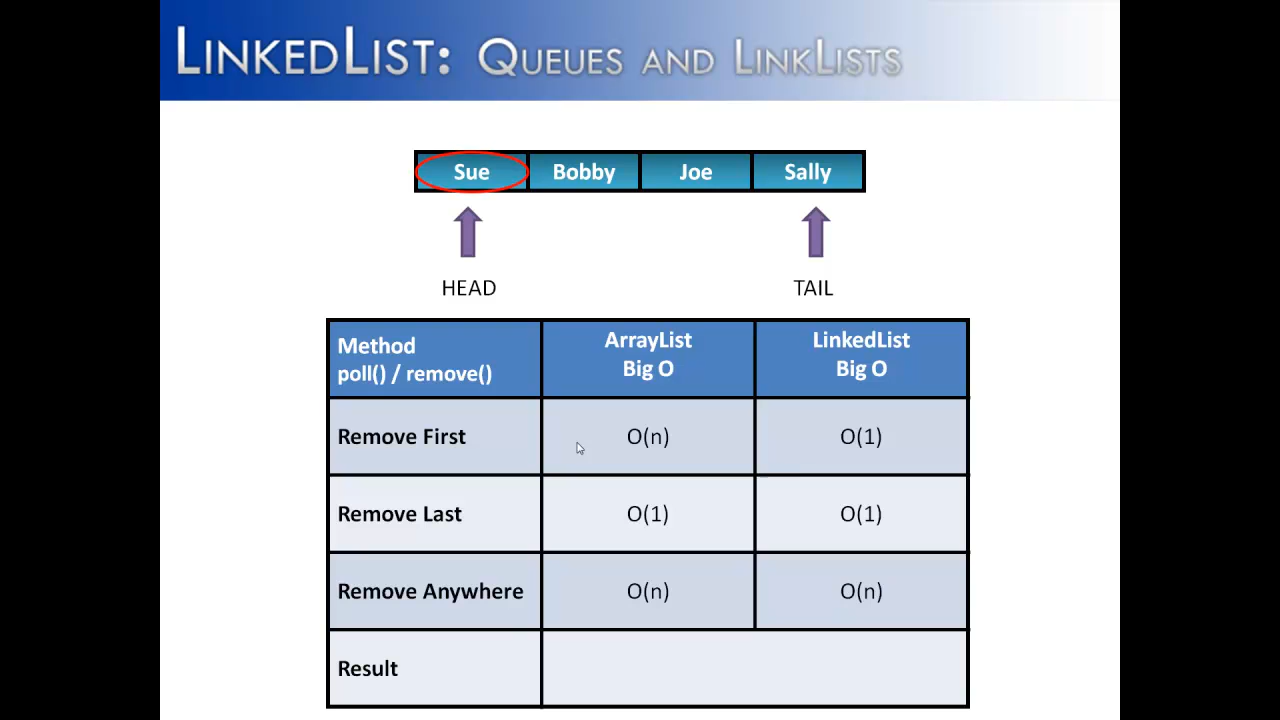 LINKEDLIST: QUEUES AND LINKLISTS
Sue Bobby Joe Sally
HEAD TAIL
Method poll() / remove() ArrayList Big O LinkedList Big O
Remove First O(n) O(1)
Remove Last O(1) O(1)
Remove Anywhere O(n) O(n)
Result